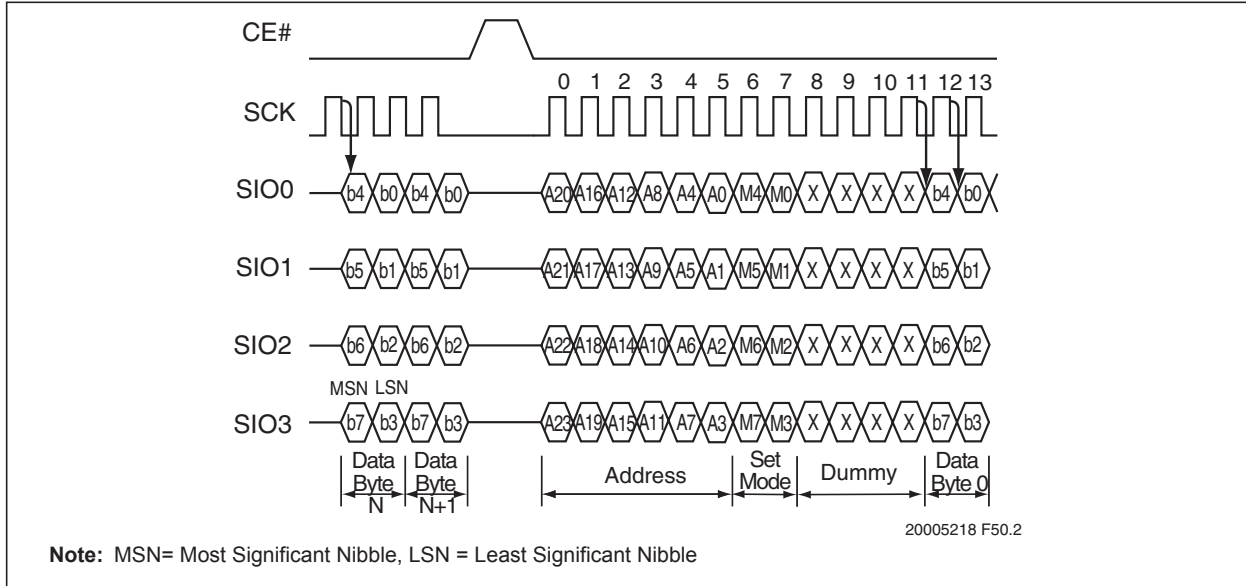 CE#
0 1 2 3 4 5 6 7 8 9 10 11 12 13
SCK
SIO0 b4 b0 b4 b0 A20 A16 A12 A8 A4 A0 M4 M0 X X X X b4 b0
SIO1 b5 b1 b5 b1 A21 A17 A13 A9 A5 A1 M5 M1 X X X X b5 b1
SIO2 b6 b2 b6 b2 A22 A18 A14 A10 A6 A2 M6 M2 X X X X b6 b2
MSN LSN
SIO3 b7 b3 b7 b3 A23 A19 A15 A11 A7 A3 M7 M3 X X X X b7 b3
Data Byte N
Data Byte N+1
Address
Set Mode
Dummy
Data Byte 0
20005218 F50.2
Note: MSN= Most Significant Nibble, LSN = Least Significant Nibble